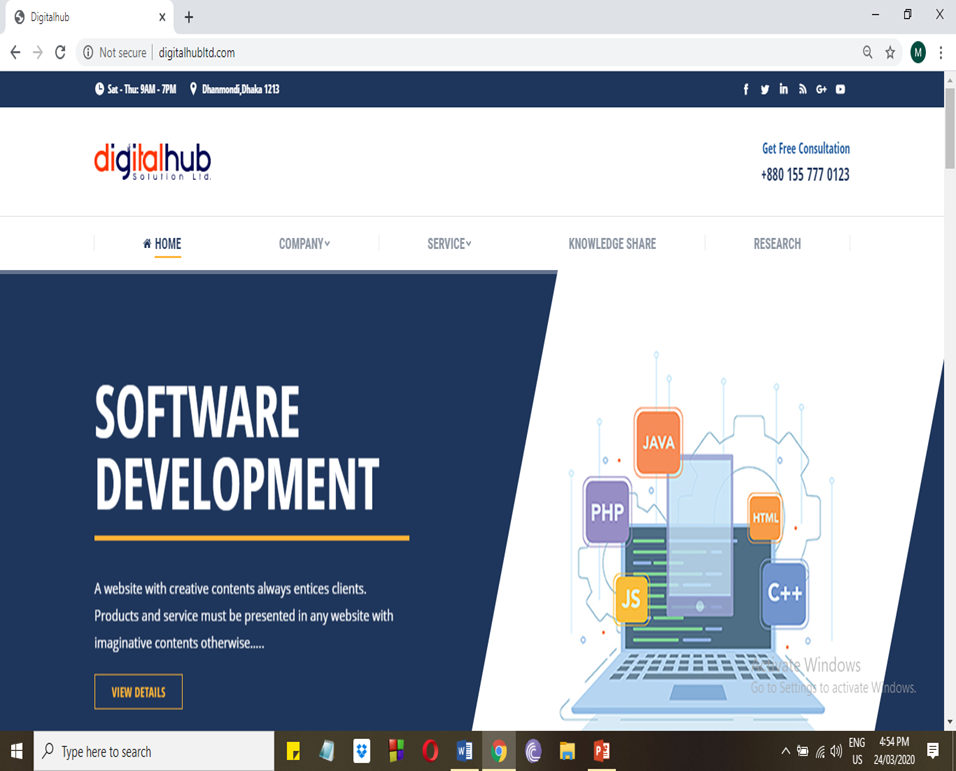 Digitalhub
Not secure | digitalhubltd.com
M
Sat - Thu: 9AM - 7PM Dhanmondi,Dhaka 1213
digitalhub
Solution Ltd.
Get Free Consultation
+880 155 777 0123
HOME COMPANY SERVICE KNOWLEDGE SHARE RESEARCH
SOFTWARE
DEVELOPMENT
A website with creative contents always entices clients.
Products and service must be presented in any website with
imaginative contents otherwise.....
VIEW DETAILS
JAVA
PHP
HTML
JS
C++
Activate Windows
Go to Settings to activate Windows.
Type here to search
ENG
US
4:54 PM
24/03/2020